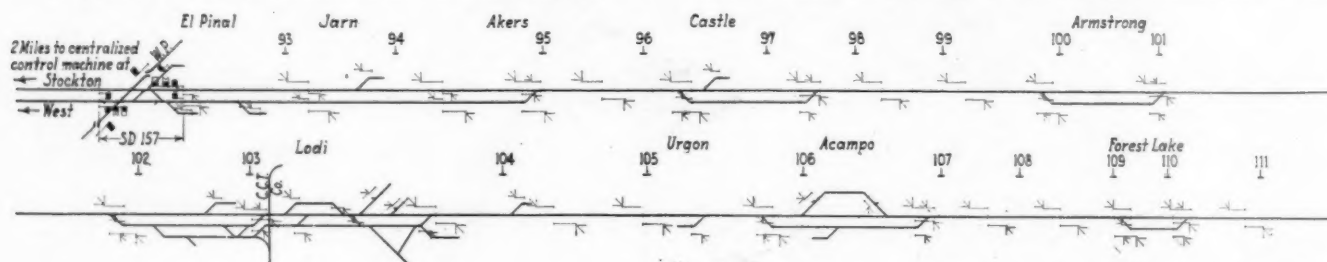 El Pinal Jarn Akers Castle Armstrong
93 94 95 96 97 98 99 100 101
2 Miles to centralized
control machine at
Stockton
West
W.P.
SD 157
Lodi Urgon Acampo Forest Lake
102 103 104 105 106 107 108 109 110 111
C.C.T.
Co.